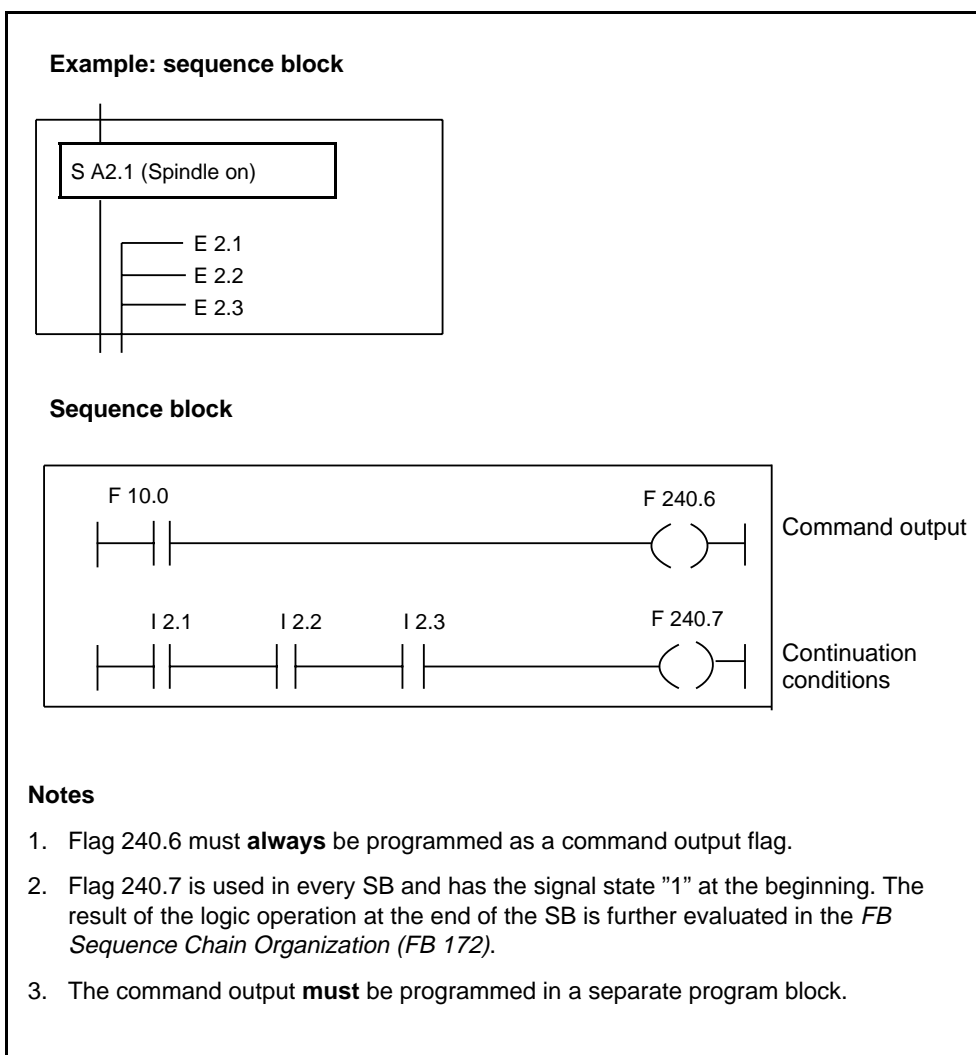 Example: sequence block
S A2.1 (Spindle on)
E 2.1
E 2.2
E 2.3
Sequence block
F 10.0 F 240.6
Command output
I 2.1 I 2.2 I 2.3 F 240.7
Continuation
conditions
Notes
1. Flag 240.6 must always be programmed as a command output flag.
2. Flag 240.7 is used in every SB and has the signal state ”1” at the beginning. The
result of the logic operation at the end of the SB is further evaluated in the FB
Sequence Chain Organization (FB 172).
3. The command output must be programmed in a separate program block.